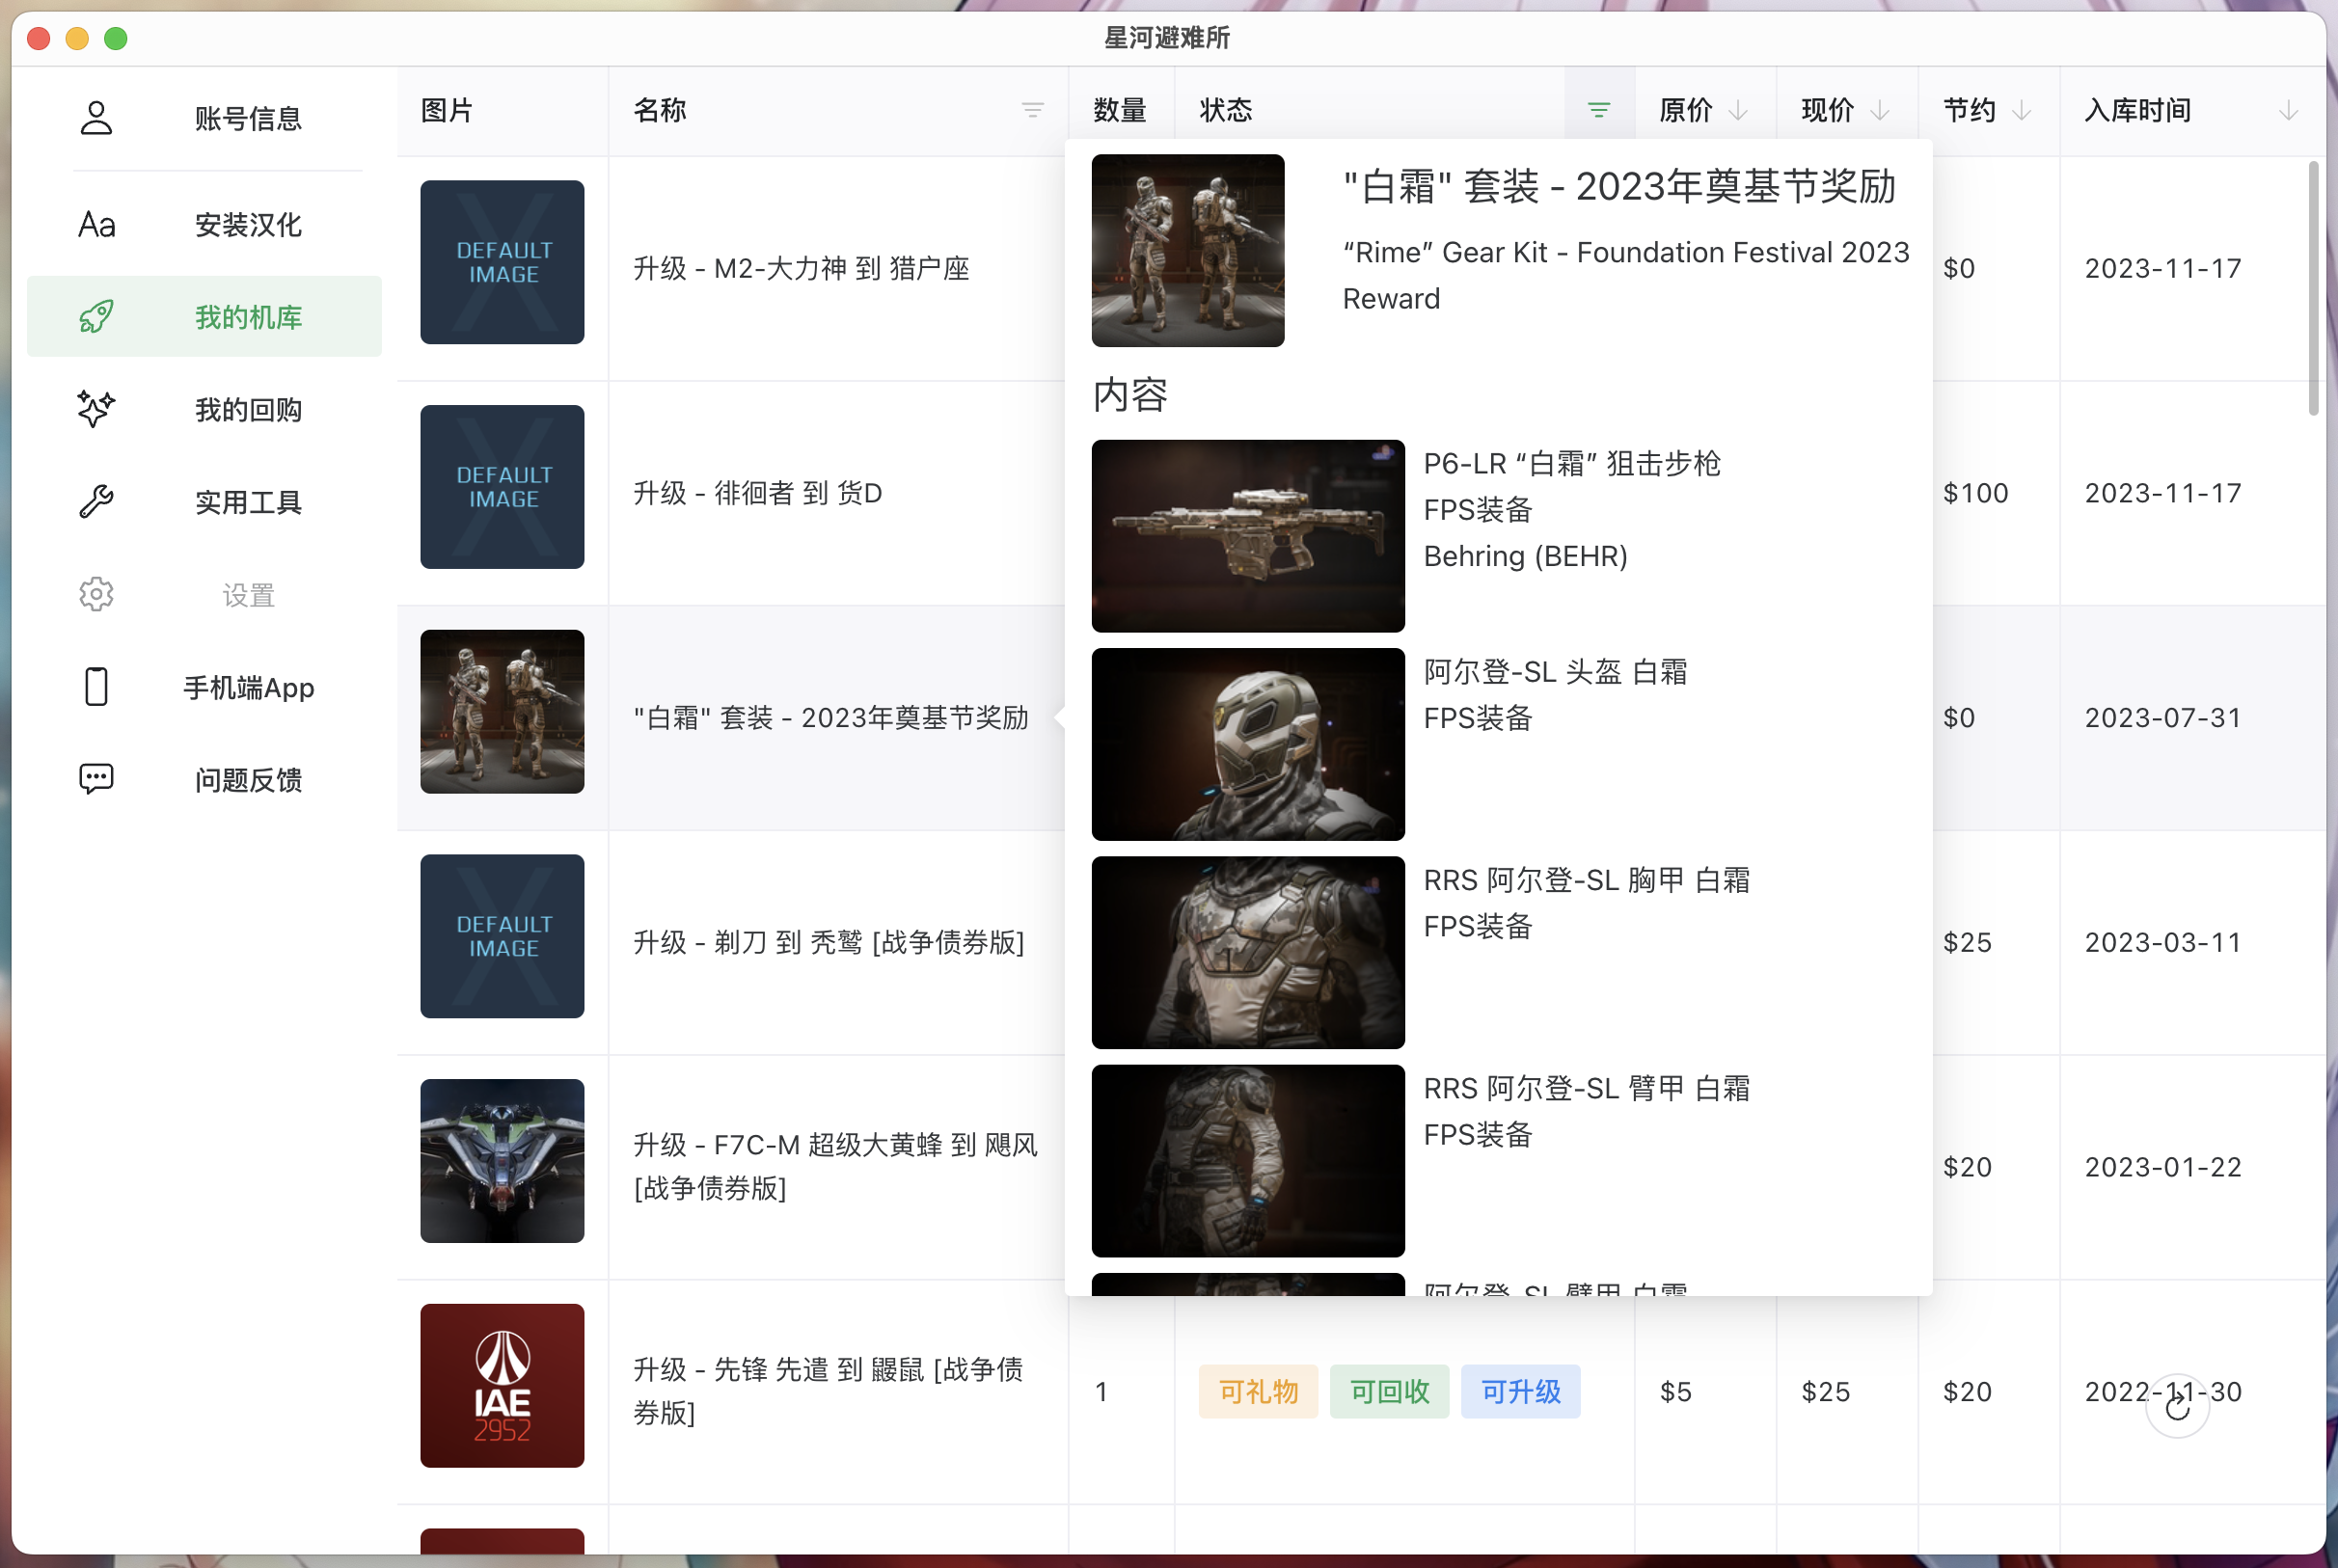 星河避难所
账号信息
安装汉化
我的机库
我的回购
实用工具
设置
手机端App
问题反馈
图片
名称
数量
状态
原价
现价
节约
入库时间
DEFAULT
IMAGE
升级 - M2-大力神 到 猎户座
$0
2023-11-17
DEFAULT
IMAGE
升级 - 徘徊者 到 货D
$100
2023-11-17
"白霜" 套装 - 2023年奠基节奖励
$0
2023-07-31
DEFAULT
IMAGE
升级 - 剃刀 到 秃鹫 [战争债券版]
$25
2023-03-11
升级 - F7C-M 超级大黄蜂 到 飓风
[战争债券版]
$20
2023-01-22
IAE
2952
升级 - 先锋 先遣 到 鼹鼠 [战争债
券版]
1
可礼物
可回收
可升级
$5
$25
$20
2022-11-30
"白霜" 套装 - 2023年奠基节奖励
“Rime” Gear Kit - Foundation Festival 2023
Reward
内容
P6-LR “白霜” 狙击步枪
FPS装备
Behring (BEHR)
阿尔登-SL 头盔 白霜
FPS装备
RRS 阿尔登-SL 胸甲 白霜
FPS装备
RRS 阿尔登-SL 臂甲 白霜
FPS装备